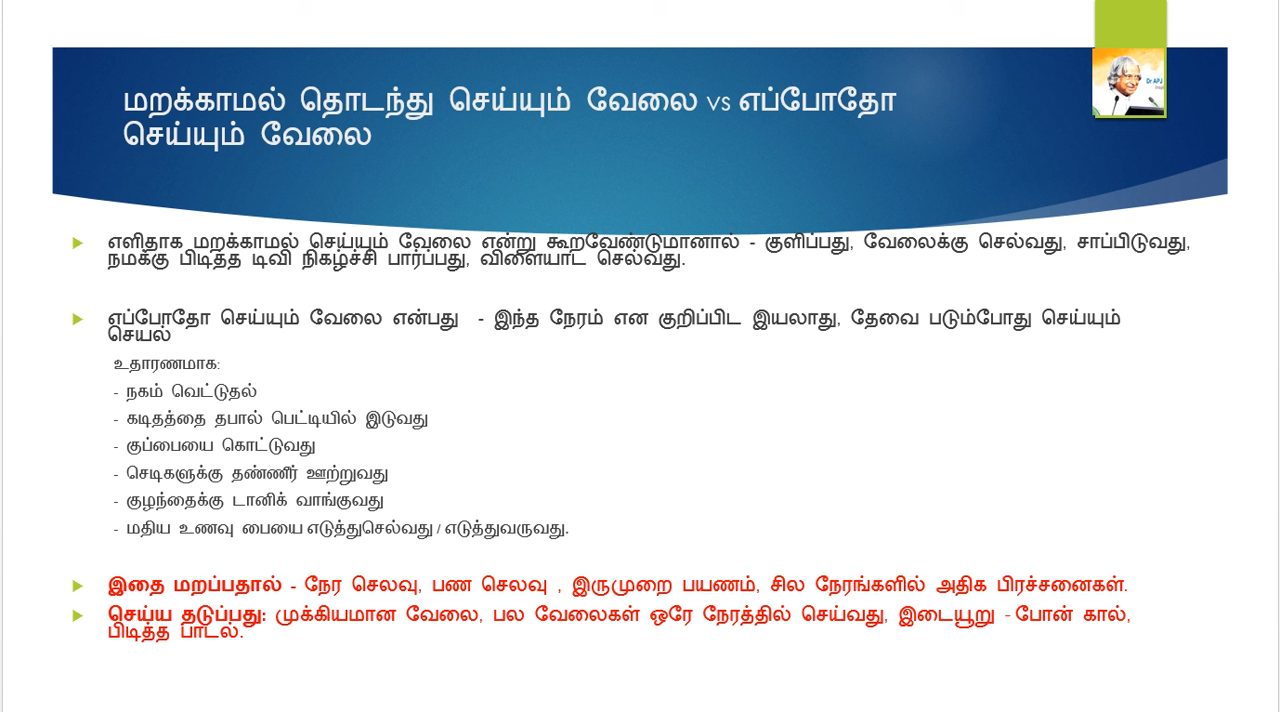 மறக்காமல் தொடந்து செய்யும் வேலை vs எப்போதோ
செய்யும் வேலை
Dr APJ
எளிதாக மறக்காமல் செய்யும் வேலை என்று கூறவேண்டுமானால் - குளிப்பது, வேலைக்கு செல்வது, சாப்பிடுவது,
நமக்கு பிடித்த டிவி நிகழ்ச்சி பார்ப்பது, விளையாட செல்வது.
எப்போதோ செய்யும் வேலை என்பது - இந்த நேரம் என குறிப்பிட இயலாது, தேவை படும்போது செய்யும்
செயல்
உதாரணமாக:
- நகம் வெட்டுதல்
- கடிதத்தை தபால் பெட்டியில் இடுவது
- குப்பையை கொட்டுவது
- செடிகளுக்கு தண்ணீர் ஊற்றுவது
- குழந்தைக்கு டானிக் வாங்குவது
- மதிய உணவு பையை எடுத்துசெல்வது / எடுத்துவருவது.
இதை மறப்பதால் - நேர செலவு, பண செலவு , இருமுறை பயணம், சில நேரங்களில் அதிக பிரச்சனைகள்.
செய்ய தடுப்பது: முக்கியமான வேலை, பல வேலைகள் ஒரே நேரத்தில் செய்வது, இடையூறு - போன் கால்,
பிடித்த பாடல்.